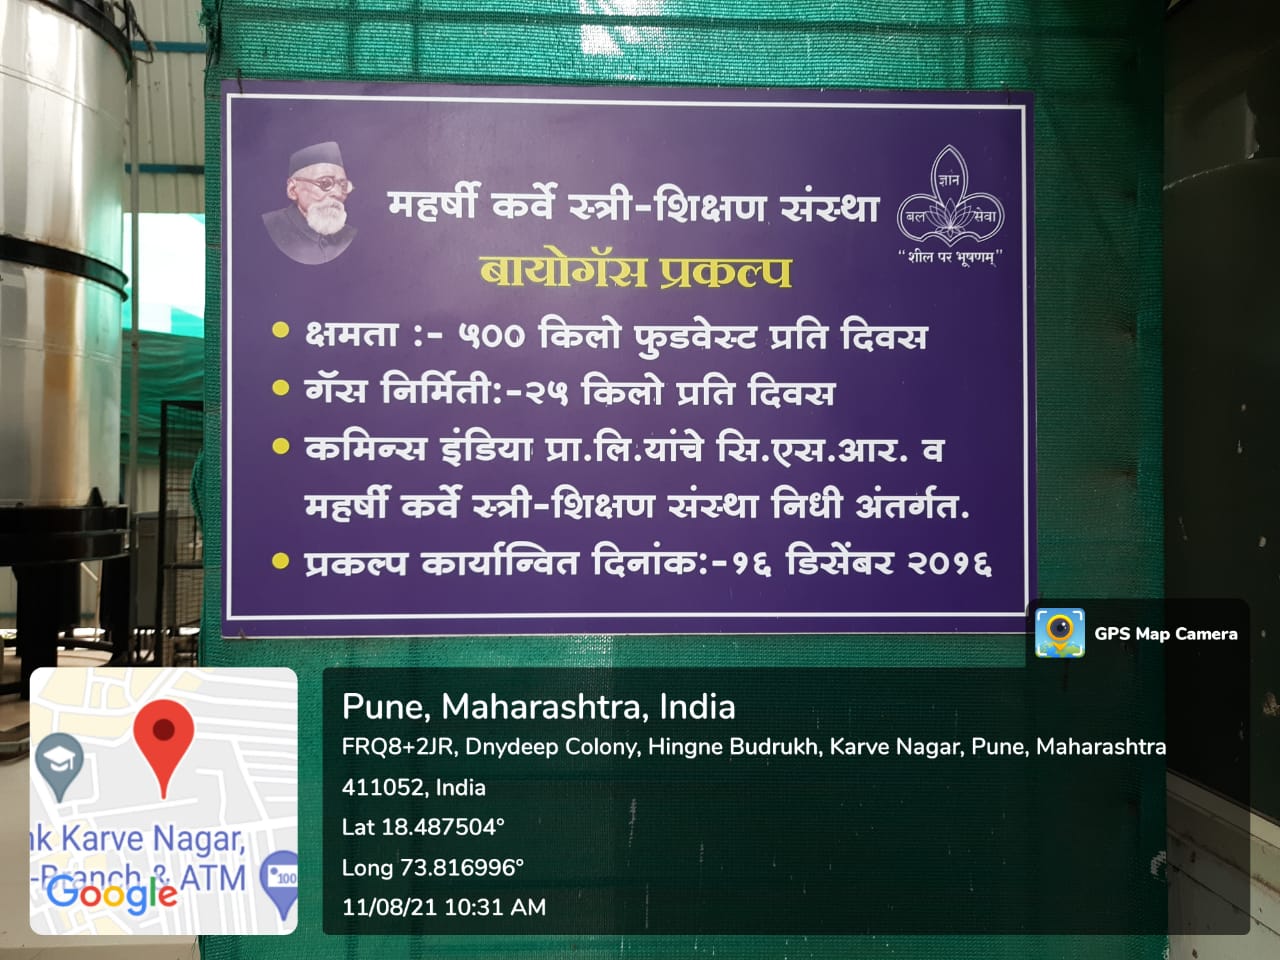 महर्षी कर्वे स्त्री-शिक्षण संस्था
ज्ञान
बल सेवा
“शील पर भूषणम्”
बायोगॅस प्रकल्प
क्षमता :- ५०० किलो फुडवेस्ट प्रति दिवस
गॅस निर्मिती:-२५ किलो प्रति दिवस
कमिन्स इंडिया प्रा.लि.यांचे सि.एस.आर. व
महर्षी कर्वे स्त्री-शिक्षण संस्था निधी अंतर्गत.
प्रकल्प कार्यान्वित दिनांक:-१६ डिसेंबर २०१६
GPS Map Camera
Pune, Maharashtra, India
FRQ8+2JR, Dnydeep Colony, Hingne Budrukh, Karve Nagar, Pune, Maharashtra
411052, India
Lat 18.487504°
Long 73.816996°
11/08/21 10:31 AM
Karve Nagar,
-Branch & ATM
100
Google